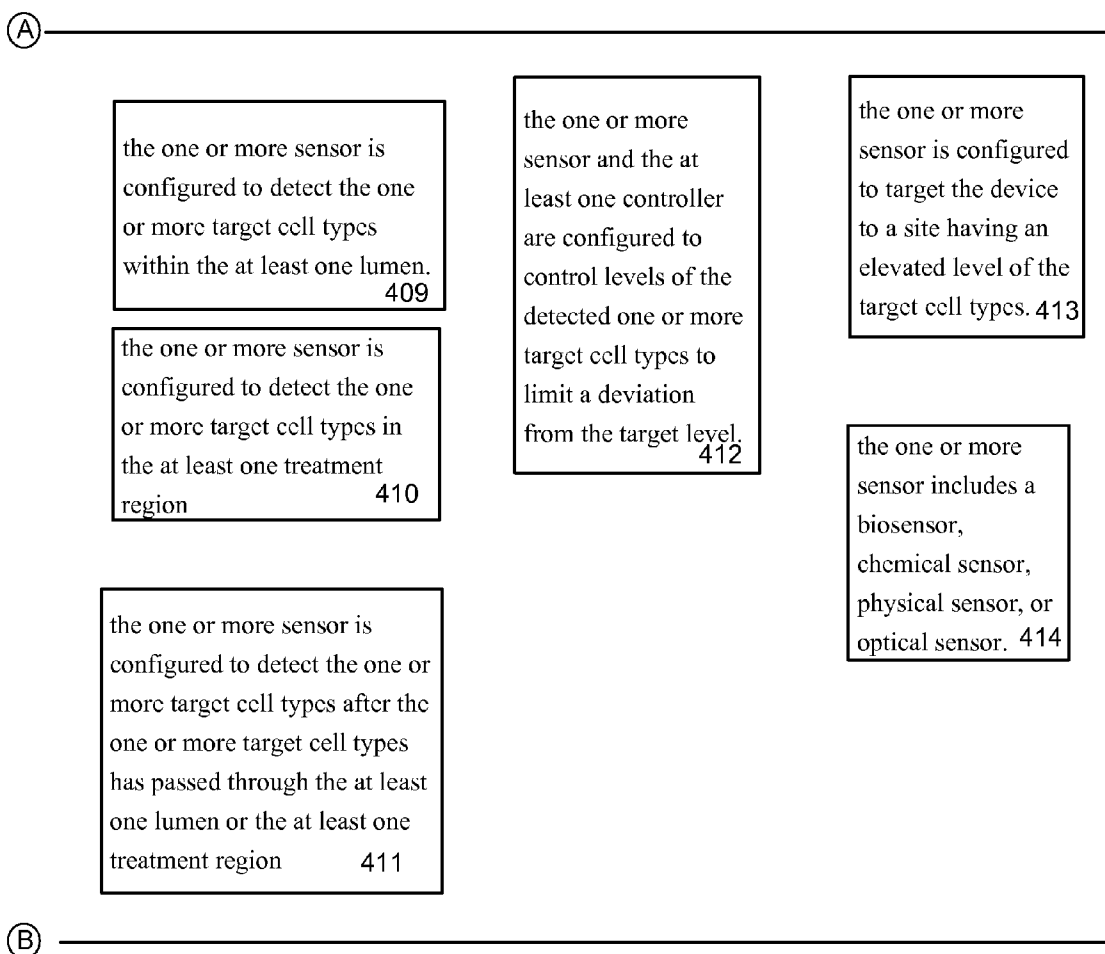 A
the one or more sensor is
configured to detect the one
or more target cell types
within the at least one lumen.
409
the one or more sensor is
configured to detect the one
or more target cell types in
the at least one treatment
region 410
the one or more sensor is
configured to detect the one or
more target cell types after the
one or more target cell types
has passed through the at least
one lumen or the at least one
treatment region 411
the one or more
sensor and the at
least one controller
are configured to
control levels of the
detected one or more
target cell types to
limit a deviation
from the target level.
412
the one or more
sensor is configured
to target the device
to a site having an
elevated level of the
target cell types. 413
the one or more
sensor includes a
biosensor,
chemical sensor,
physical sensor, or
optical sensor. 414
B